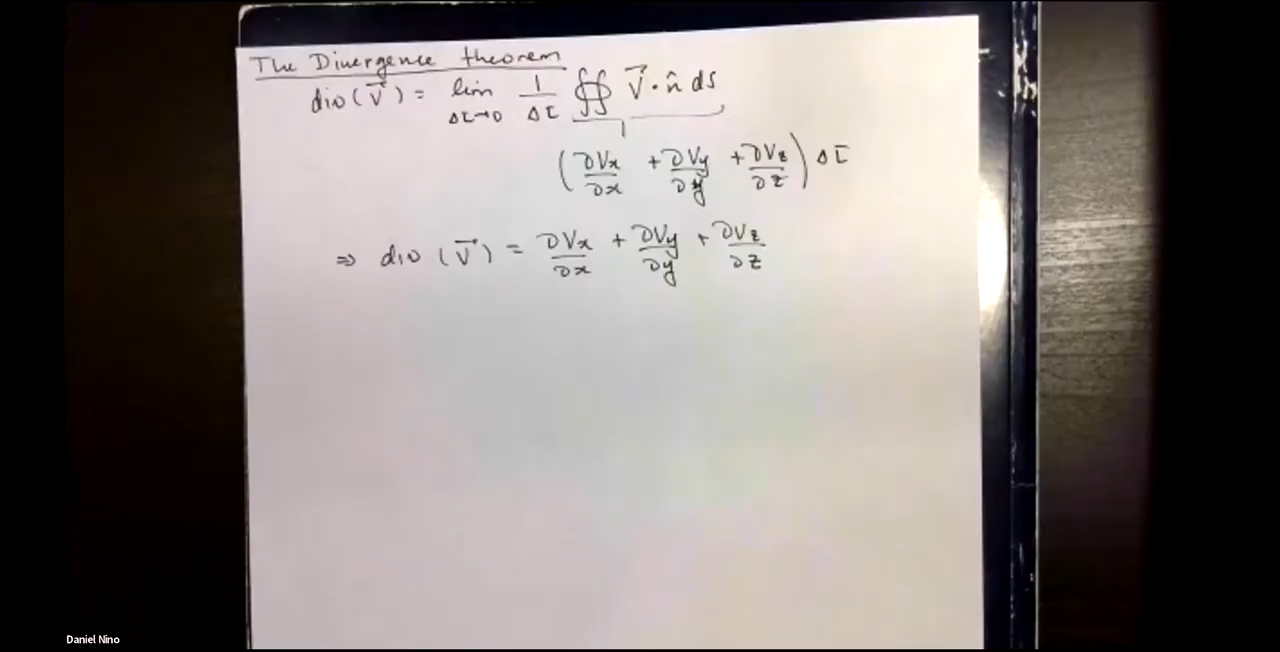 The Divergence theorem
div(V⃗) = lim Δτ→0 1/Δτ ∯ V⃗ · n̂ ds
(∂Vx/∂x + ∂Vy/∂y + ∂Vz/∂z) Δτ
⇒ div (V⃗) = ∂Vx/∂x + ∂Vy/∂y + ∂Vz/∂z
Daniel Nino